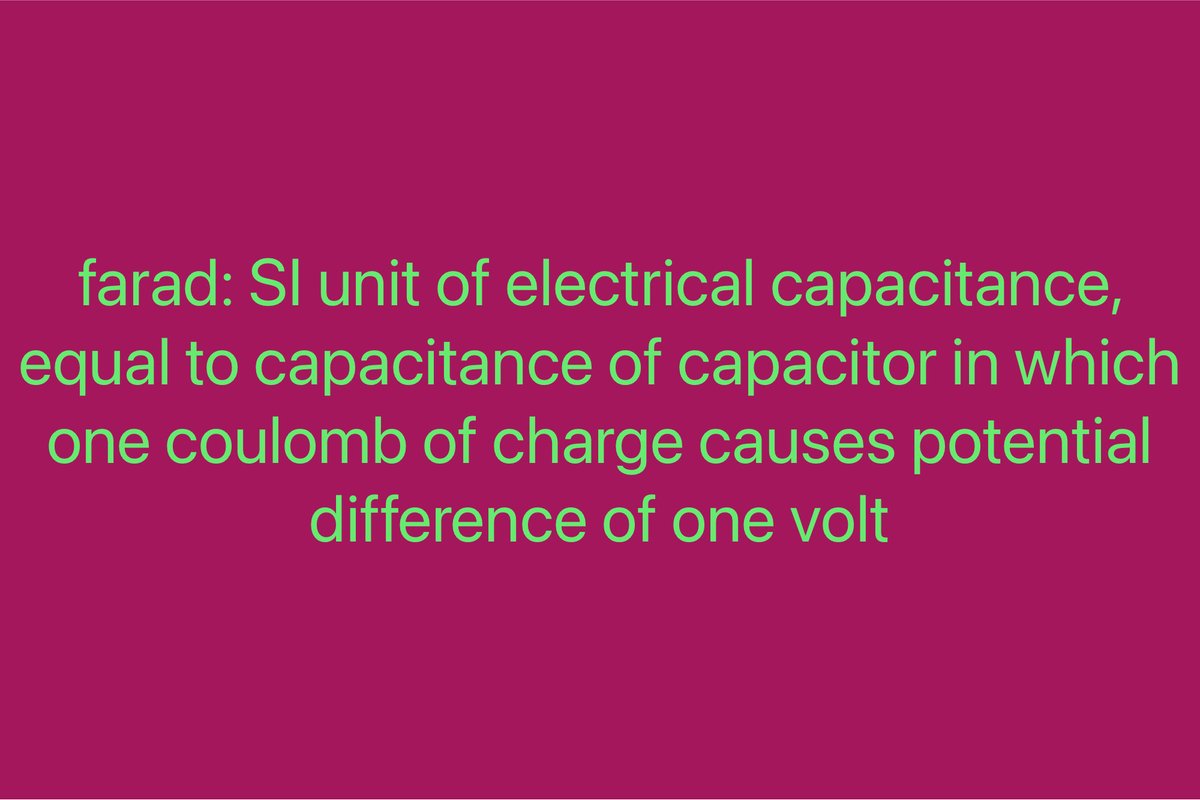 farad: SI unit of electrical capacitance,
equal to capacitance of capacitor in which
one coulomb of charge causes potential
difference of one volt